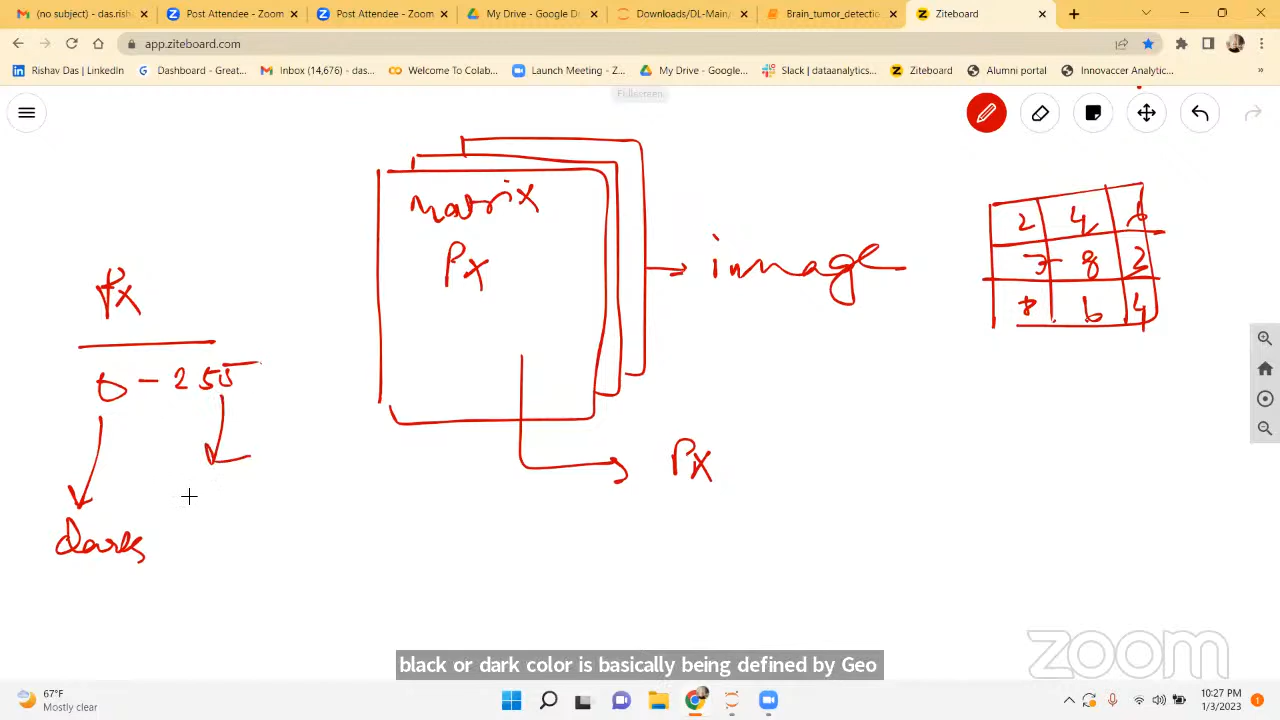 (no subject) - das.rish
Post Attendee - Zoom
Post Attendee - Zoom
My Drive - Google D
Downloads/DL-Main/
Brain_tumor_detectio
Ziteboard
app.ziteboard.com
Rishav Das | LinkedIn
Dashboard - Great...
Inbox (14,676) - das...
Welcome To Colab...
Launch Meeting - Z...
My Drive - Google...
Slack | dataanalytics...
Ziteboard
Alumni portal
Innovaccer Analytic...
»
Fullscreen
Matrix
Px
image
2 4
7 8 3
8 6 4
Px
0 - 255
Px
dark
black or dark color is basically being defined by Geo
zoom
67°F
Mostly clear
10:27 PM
1/3/2023
1